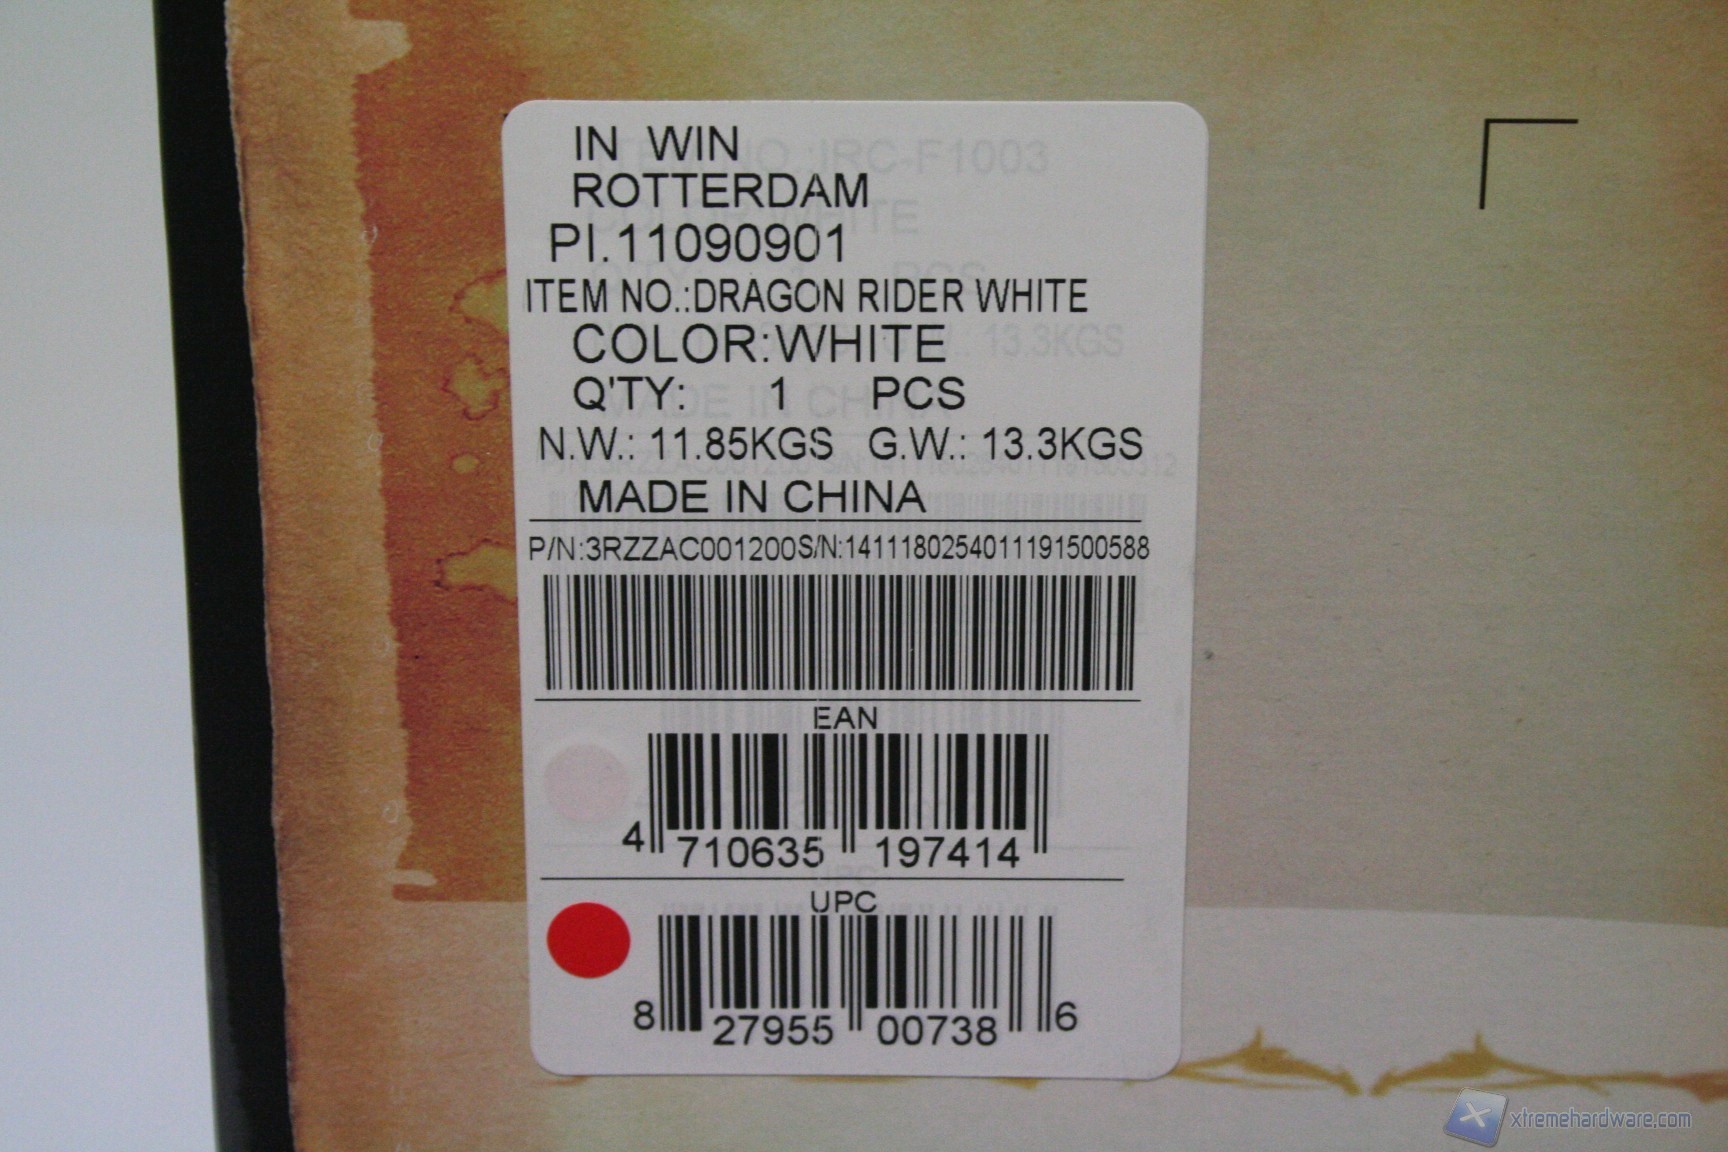 IN WIN
ROTTERDAM
PI.11090901
ITEM NO.:DRAGON RIDER WHITE
COLOR:WHITE
Q'TY: 1 PCS
N.W.: 11.85KGS G.W.: 13.3KGS
MADE IN CHINA
P/N:3RZZAC001200S/N:1411180254011191500588
EAN
4 710635 197414
UPC
8 27955 00738 6
xtremehardware.com